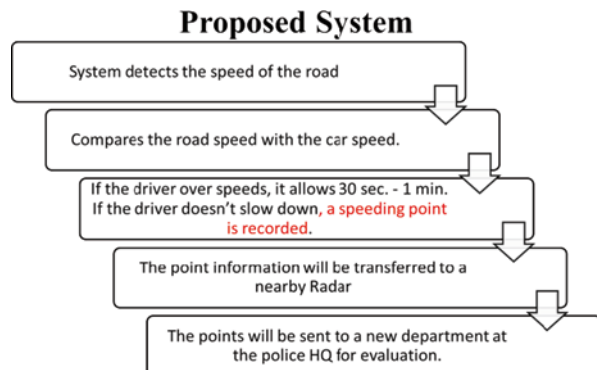 Proposed System
System detects the speed of the road
Compares the road speed with the car speed.
If the driver over speeds, it allows 30 sec. - 1 min.
If the driver doesn't slow down, a speeding point
is recorded.
The point information will be transferred to a
nearby Radar
The points will be sent to a new department at
the police HQ for evaluation.